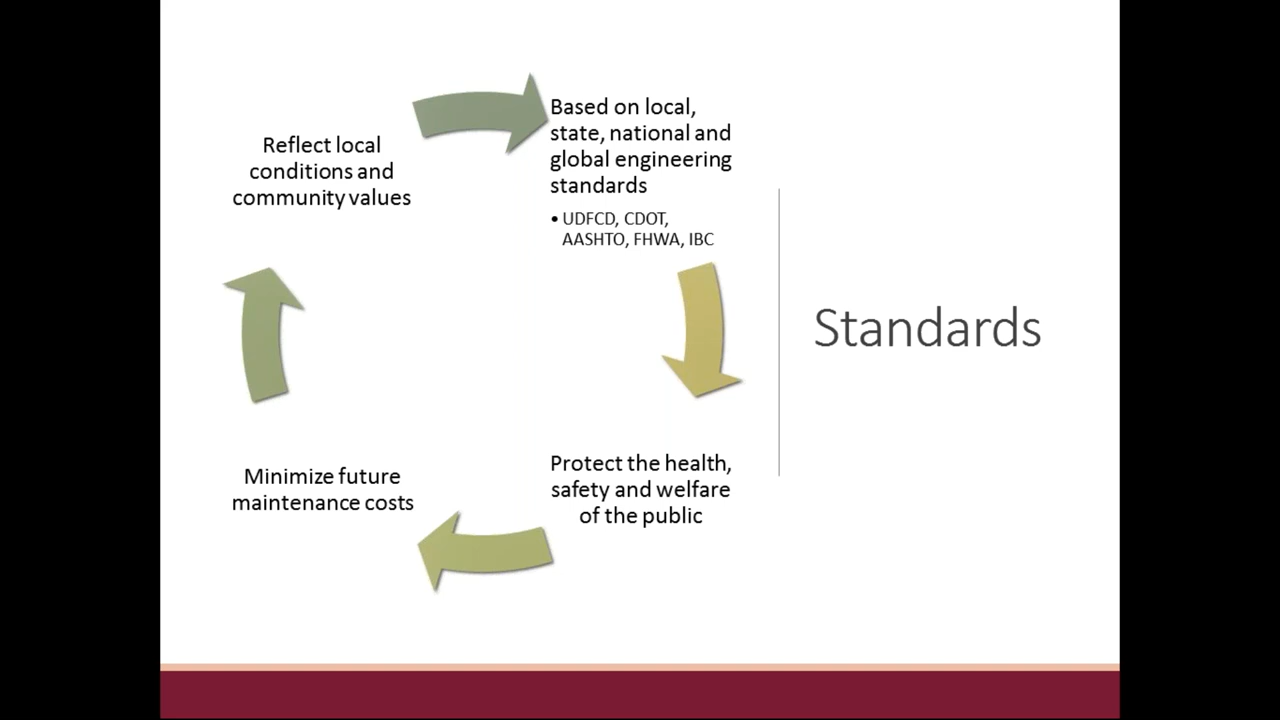 Based on local,
state, national and
global engineering
standards
• UDFCD, CDOT,
AASHTO, FHWA, IBC
Protect the health,
safety and welfare
of the public
Minimize future
maintenance costs
Reflect local
conditions and
community values
Standards